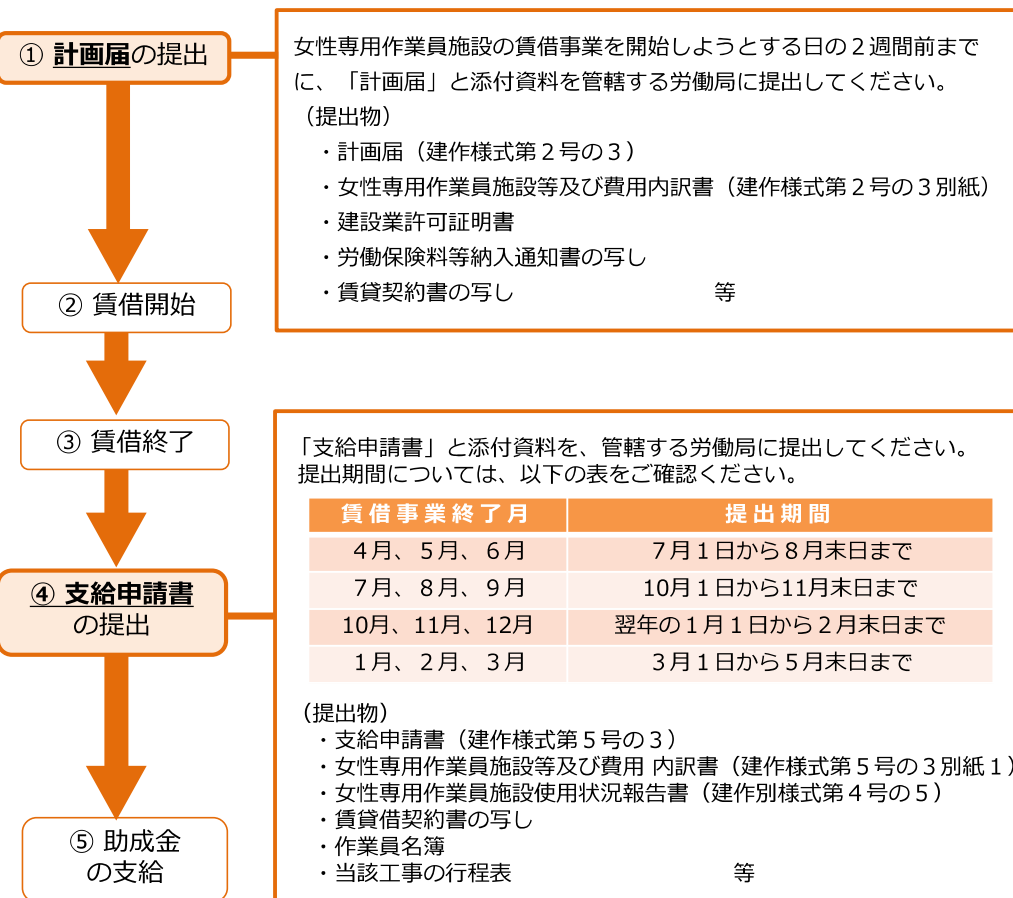 ① 計画届の提出
女性専用作業員施設の賃借事業を開始しようとする日の２週間前まで
に、「計画届」と添付資料を管轄する労働局に提出してください。
（提出物）
・計画届（建作様式第２号の３）
・女性専用作業員施設等及び費用内訳書（建作様式第２号の３別紙）
・建設業許可証明書
・労働保険料等納入通知書の写し
・賃貸契約書の写し　　　　　　　　　等
② 賃借開始
③ 賃借終了
④ 支給申請書
の提出
「支給申請書」と添付資料を、管轄する労働局に提出してください。
提出期間については、以下の表をご確認ください。
賃借事業終了月　提出期間
４月、５月、６月　７月１日から８月末日まで
７月、８月、９月　10月１日から11月末日まで
10月、11月、12月　翌年の１月１日から２月末日まで
１月、２月、３月　３月１日から５月末日まで
（提出物）
・支給申請書（建作様式第５号の３）
・女性専用作業員施設等及び費用 内訳書（建作様式第５号の３別紙１）
・女性専用作業員施設使用状況報告書（建作別様式第４号の５）
・賃貸借契約書の写し
・作業員名簿
・当該工事の行程表　　　　　　　　　　等
⑤ 助成金
の支給